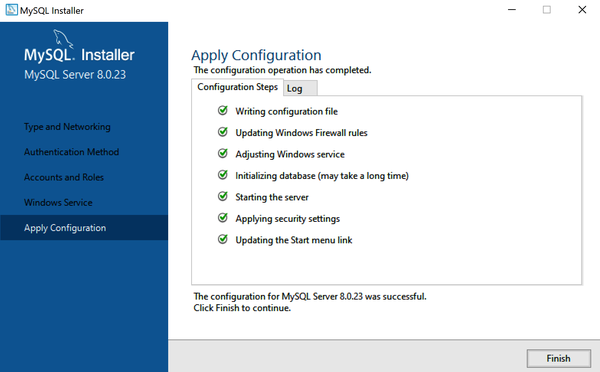 MySQL Installer
MySQL. Installer
MySQL Server 8.0.23
Type and Networking
Authentication Method
Accounts and Roles
Windows Service
Apply Configuration
Apply Configuration
The configuration operation has completed.
Configuration Steps Log
Writing configuration file
Updating Windows Firewall rules
Adjusting Windows service
Initializing database (may take a long time)
Starting the server
Applying security settings
Updating the Start menu link
The configuration for MySQL Server 8.0.23 was successful.
Click Finish to continue.
Finish